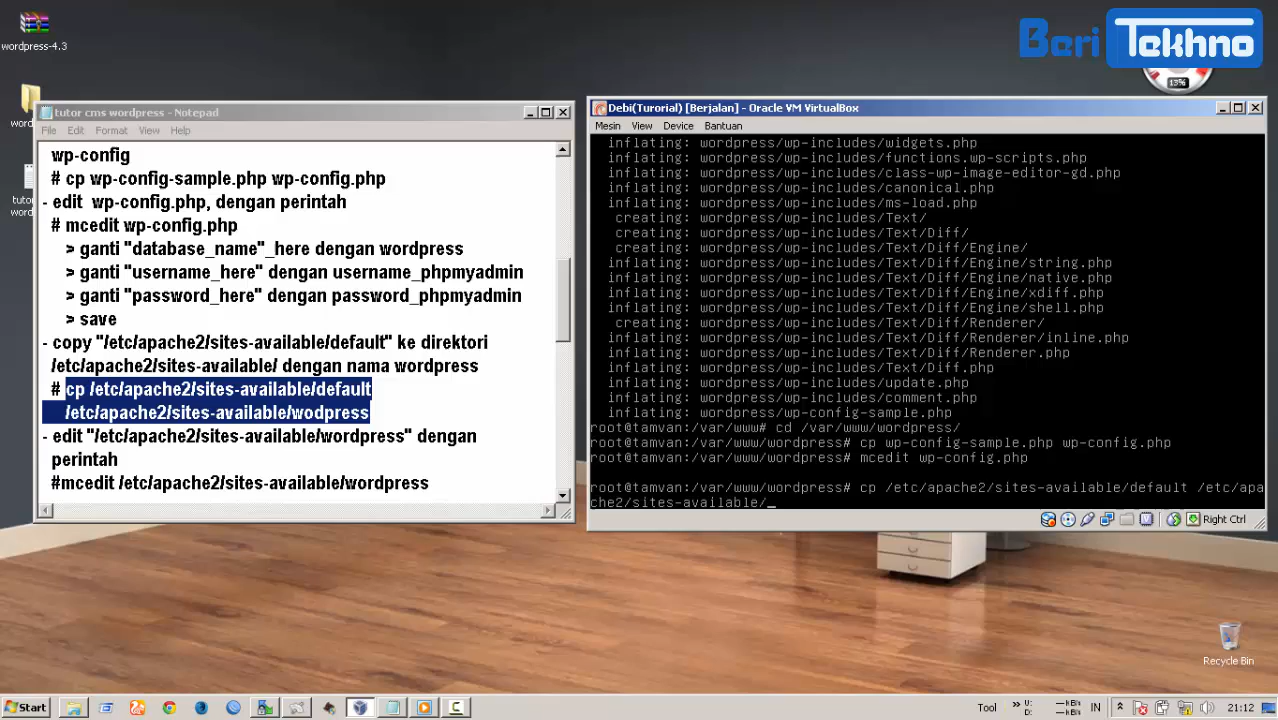 Beri Tekhno
wordpress-4.3
13%
tutor cms wordpress - Notepad
File Edit Format View Help
wp-config
# cp wp-config-sample.php wp-config.php
- edit wp-config.php, dengan perintah
# mcedit wp-config.php
> ganti "database_name"_here dengan wordpress
> ganti "username_here" dengan username_phpmyadmin
> ganti "password_here" dengan password_phpmyadmin
> save
- copy "/etc/apache2/sites-available/default" ke direktori
/etc/apache2/sites-available/ dengan nama wordpress
# cp /etc/apache2/sites-available/default
/etc/apache2/sites-available/wodpress
- edit "/etc/apache2/sites-available/wordpress" dengan
perintah
#mcedit /etc/apache2/sites-available/wordpress
Debi(Turorial) [Berjalan] - Oracle VM VirtualBox
Mesin View Device Bantuan
inflating: wordpress/wp-includes/widgets.php
inflating: wordpress/wp-includes/functions.wp-scripts.php
inflating: wordpress/wp-includes/class-wp-image-editor-gd.php
inflating: wordpress/wp-includes/canonical.php
inflating: wordpress/wp-includes/ms-load.php
creating: wordpress/wp-includes/Text/
creating: wordpress/wp-includes/Text/Diff/
creating: wordpress/wp-includes/Text/Diff/Engine/
inflating: wordpress/wp-includes/Text/Diff/Engine/string.php
inflating: wordpress/wp-includes/Text/Diff/Engine/native.php
inflating: wordpress/wp-includes/Text/Diff/Engine/xdiff.php
inflating: wordpress/wp-includes/Text/Diff/Engine/shell.php
creating: wordpress/wp-includes/Text/Diff/Renderer/
inflating: wordpress/wp-includes/Text/Diff/Renderer/inline.php
inflating: wordpress/wp-includes/Text/Diff/Renderer.php
inflating: wordpress/wp-includes/Text/Diff.php
inflating: wordpress/wp-includes/update.php
inflating: wordpress/wp-includes/comment.php
inflating: wordpress/wp-config-sample.php
root@tamvan:/var/www# cd /var/www/wordpress/
root@tamvan:/var/www/wordpress# cp wp-config-sample.php wp-config.php
root@tamvan:/var/www/wordpress# mcedit wp-config.php
root@tamvan:/var/www/wordpress# cp /etc/apache2/sites-available/default /etc/apa
che2/sites-available/_
Right Ctrl
Recycle Bin
Start
Tool
U:
D:
kB/s
kB/s
IN
21:12